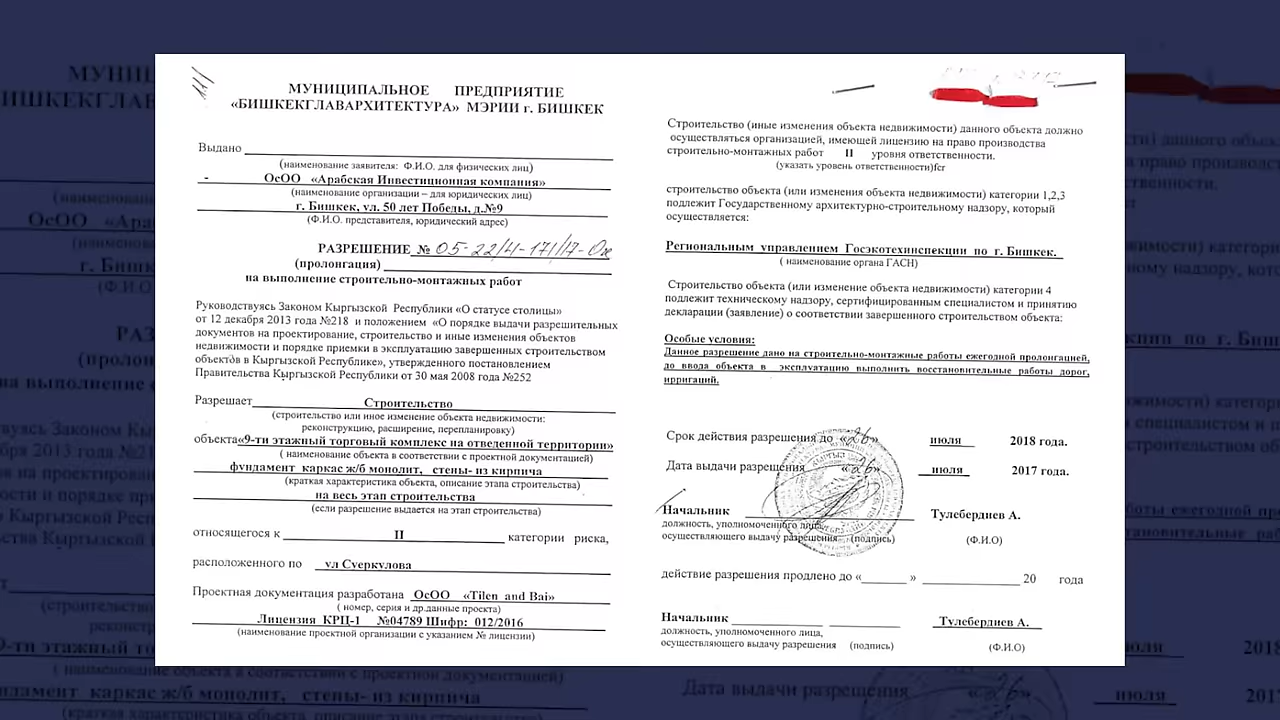 МУНИЦИПАЛЬНОЕ ПРЕДПРИЯТИЕ
«БИШКЕКГЛАВАРХИТЕКТУРА» МЭРИИ г. БИШКЕК
Выдано
(наименование заявителя: Ф.И.О. для физических лиц)
- ОсОО «Арабская Инвестиционная компания»
(наименование организации – для юридических лиц)
г. Бишкек, ул. 50 лет Победы, д.№9
(Ф.И.О. представителя, юридический адрес)
РАЗРЕШЕНИЕ №
(пролонгация)
на выполнение строительно-монтажных работ
Руководствуясь Законом Кыргызской Республики «О статусе столицы»
от 12 декабря 2013 года №218 и положением «О порядке выдачи разрешительных
документов на проектирование, строительство и иные изменения объектов
недвижимости и порядке приемки в эксплуатацию завершенных строительством
объектов в Кыргызской Республике», утвержденного постановлением
Правительства Кыргызской Республики от 30 мая 2008 года №252
Разрешает Строительство
(строительство или иное изменение объекта недвижимости:
реконструкцию, расширение, перепланировку)
объекта «9-ти этажный торговый комплекс на отведенной территории»
( наименование объекта в соответствии с проектной документацией)
фундамент каркас ж/б монолит, стены- из кирпича
(краткая характеристика объекта, описание этапа строительства)
на весь этап строительства
(если разрешение выдается на этап строительства)
относящегося к II категории риска,
расположенного по ул Суеркулова
Проектная документация разработана ОсОО «Tilen and Bai»
( номер, серия и др.данные проекта)
Лицензия КРЦ-1 №04789 Шифр: 012/2016
(наименование проектной организации с указанием № лицензии)
Строительство (иные изменения объекта недвижимости) данного объекта должно
осуществляться организацией, имеющей лицензию на право производства
строительно-монтажных работ II уровня ответственности.
(указать уровень ответственности)fcr
строительство объекта (или изменения объекта недвижимости) категории 1,2,3
подлежит Государственному архитектурно-строительному надзору, который
осуществляется:
Региональным управлением Госэкотехинспекции по г. Бишкек.
( наименование органа ГАСН)
Строительство объекта (или изменения объекта недвижимости) категории 4
подлежит техническому надзору, сертифицированным специалистом и принятию
декларации (заявление) о соответствии завершенного строительством объекта:
Особые условия:
Данное разрешение дано на строительно-монтажные работы ежегодной пролонгацией,
до ввода объекта в эксплуатацию выполнить восстановительные работы дорог,
ирригаций.
Срок действия разрешения до «26» июля 2018 года.
Дата выдачи разрешения «26» июля 2017 года.
Начальник Тулебердиев А.
должность, уполномоченного лица,
осуществляющего выдачу разрешения (подпись) (Ф.И.О)
действие разрешения продлено до « » 20 года
Начальник Тулебердиев А.
должность, уполномоченного лица,
осуществляющего выдачу разрешения (подпись) (Ф.И.О)